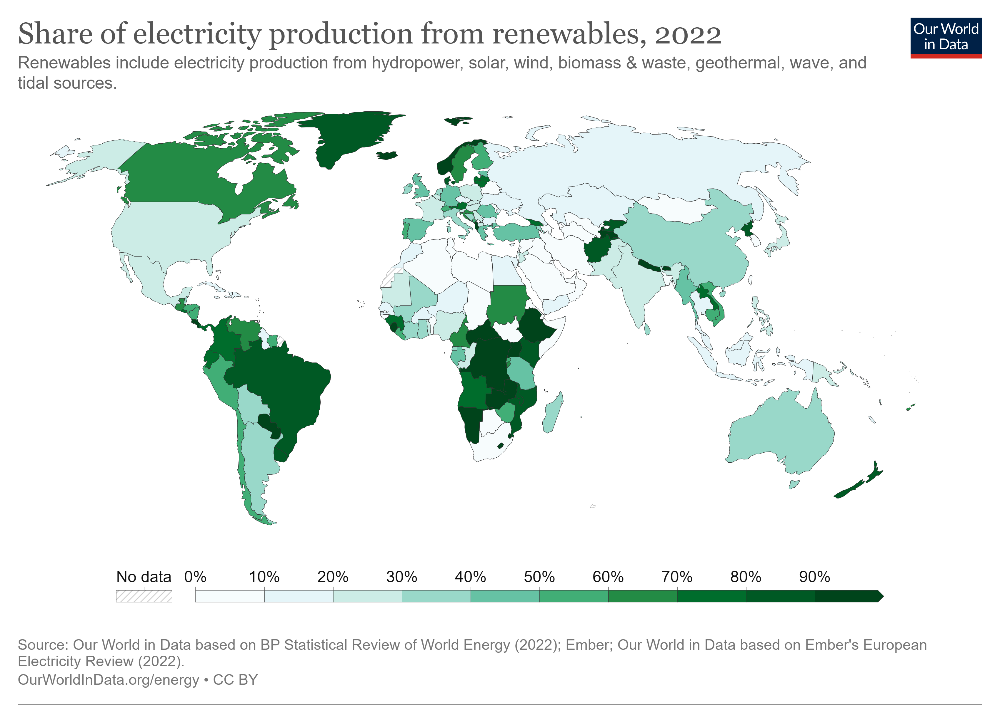 Share of electricity production from renewables, 2022
Our World
in Data
Renewables include electricity production from hydropower, solar, wind, biomass & waste, geothermal, wave, and
tidal sources.
No data 0% 10% 20% 30% 40% 50% 60% 70% 80% 90%
Source: Our World in Data based on BP Statistical Review of World Energy (2022); Ember; Our World in Data based on Ember's European
Electricity Review (2022).
OurWorldInData.org/energy • CC BY